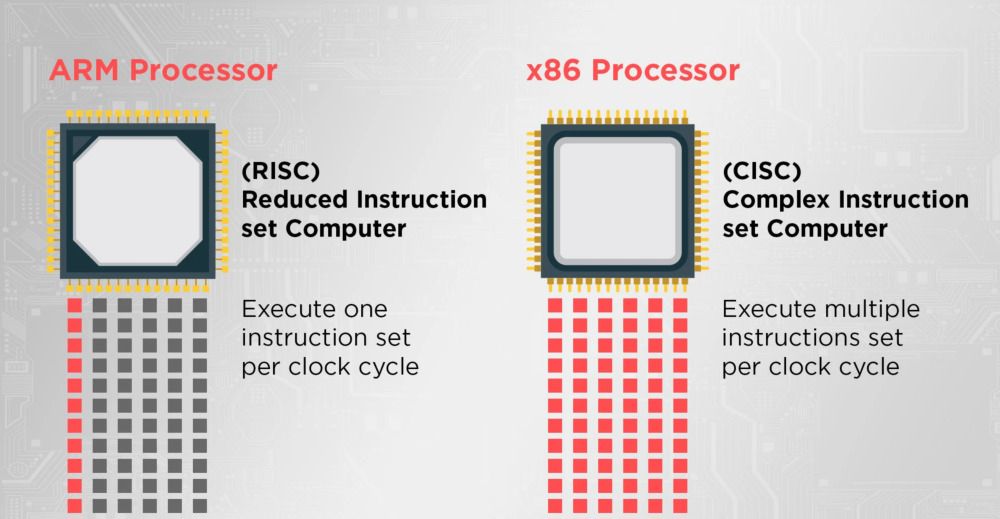 ARM Processor
(RISC)
Reduced Instruction
set Computer
Execute one
instruction set
per clock cycle
x86 Processor
(CISC)
Complex Instruction
set Computer
Execute multiple
instructions set
per clock cycle